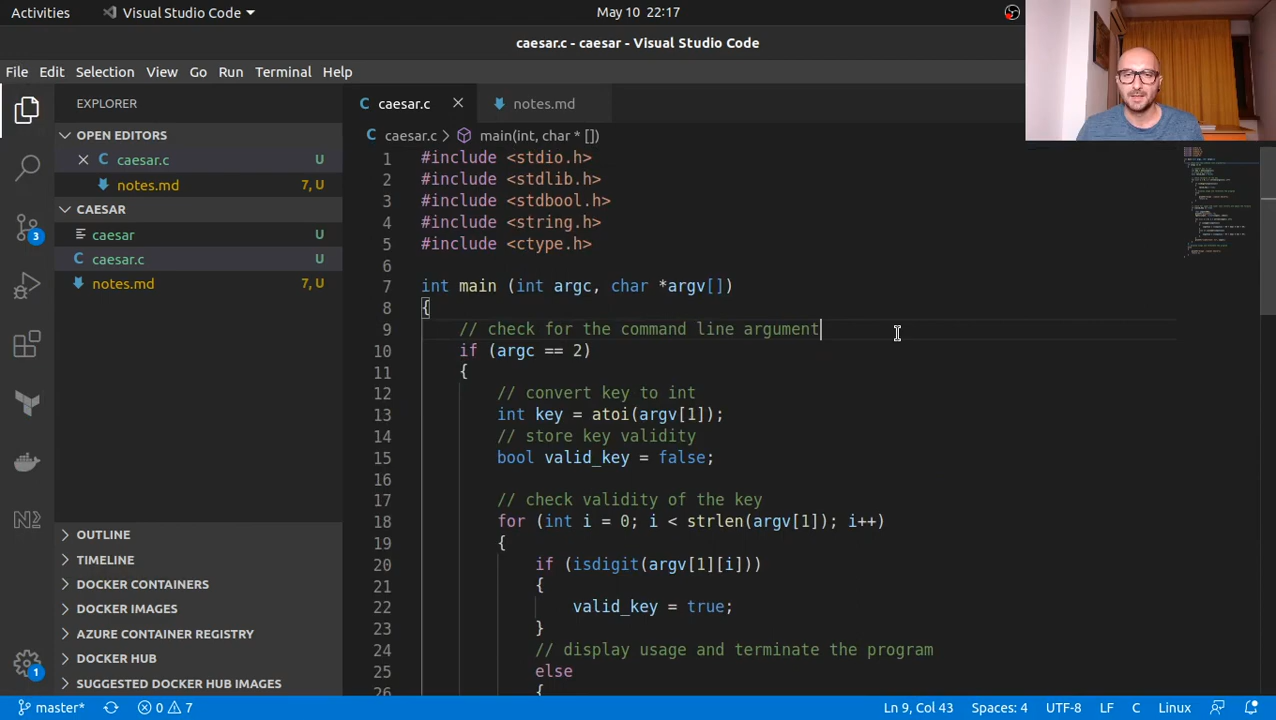 Activities
Visual Studio Code
May 10 22:17
caesar.c - caesar - Visual Studio Code
File Edit Selection View Go Run Terminal Help
EXPLORER
OPEN EDITORS
caesar.c U
notes.md 7, U
CAESAR
caesar U
caesar.c U
notes.md 7, U
OUTLINE
TIMELINE
DOCKER CONTAINERS
DOCKER IMAGES
AZURE CONTAINER REGISTRY
DOCKER HUB
SUGGESTED DOCKER HUB IMAGES
3
1
caesar.c
notes.md
caesar.c > main(int, char * [])
1 #include <stdio.h>
2 #include <stdlib.h>
3 #include <stdbool.h>
4 #include <string.h>
5 #include <ctype.h>
6
7 int main (int argc, char *argv[])
8 {
9 // check for the command line argument
10 if (argc == 2)
11 {
12 // convert key to int
13 int key = atoi(argv[1]);
14 // store key validity
15 bool valid_key = false;
16
17 // check validity of the key
18 for (int i = 0; i < strlen(argv[1]); i++)
19 {
20 if (isdigit(argv[1][i]))
21 {
22 valid_key = true;
23 }
24 // display usage and terminate the program
25 else
26 {
master* 0 7 Ln 9, Col 43 Spaces: 4 UTF-8 LF C Linux